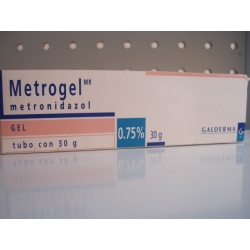 Metrogel MR
metronidazol
GEL
0.75% 30 g
GALDERMA
tubo con 30 g